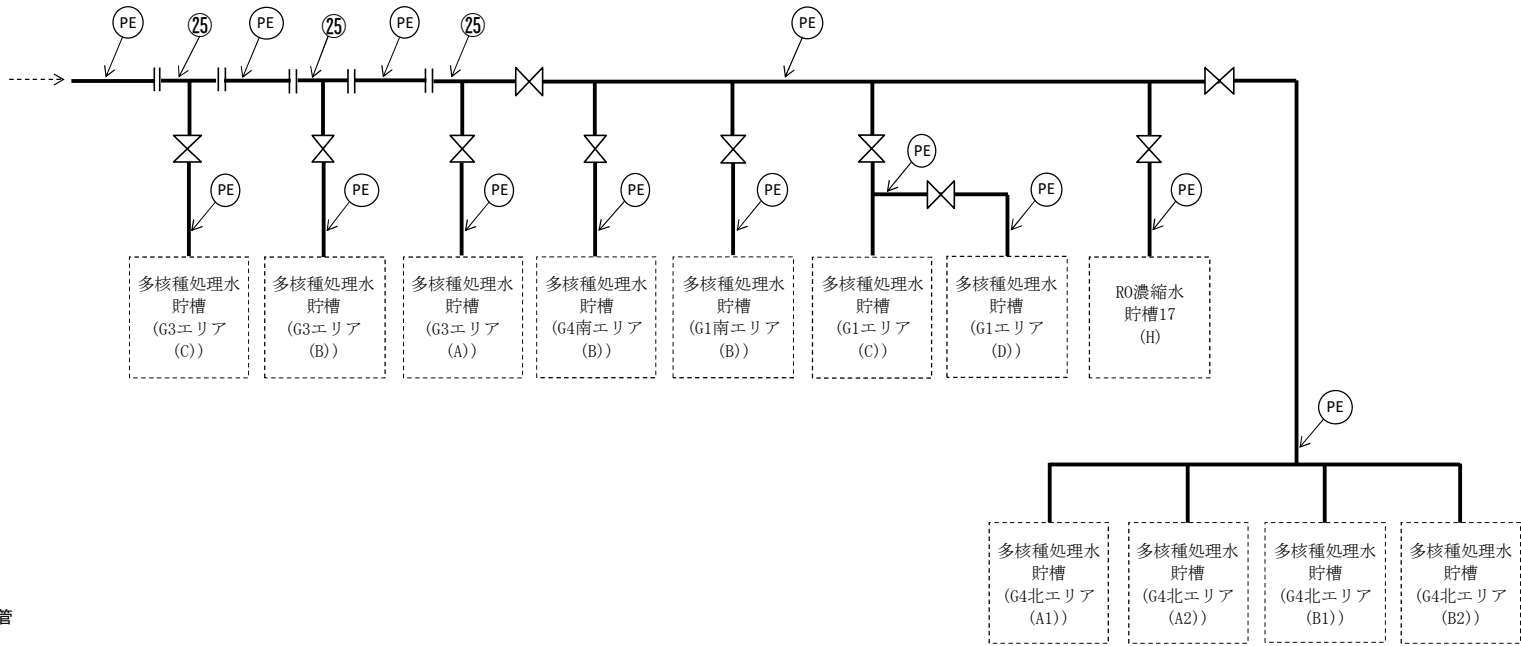 PE
㉕
PE
㉕
PE
㉕
PE
PE
PE
PE
PE
PE
PE
PE
PE
PE
多核種処理水
貯槽
(G3エリア
(C))
多核種処理水
貯槽
(G3エリア
(B))
多核種処理水
貯槽
(G3エリア
(A))
多核種処理水
貯槽
(G4南エリア
(B))
多核種処理水
貯槽
(G1南エリア
(B))
多核種処理水
貯槽
(G1エリア
(C))
多核種処理水
貯槽
(G1エリア
(D))
RO濃縮水
貯槽17
(H)
PE
多核種処理水
貯槽
(G4北エリア
(A1))
多核種処理水
貯槽
(G4北エリア
(A2))
多核種処理水
貯槽
(G4北エリア
(B1))
多核種処理水
貯槽
(G4北エリア
(B2))
管